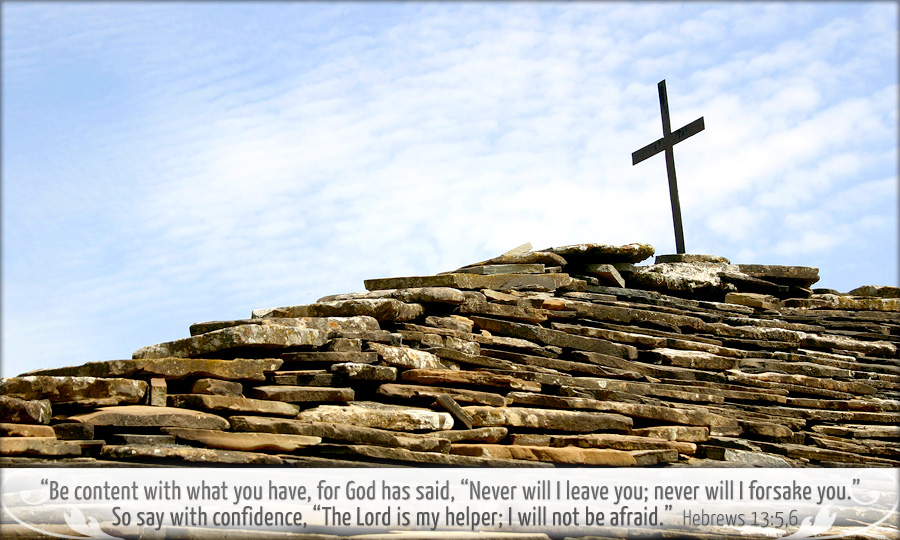 “Be content with what you have, for God has said, “Never will I leave you; never will I forsake you.”
So say with confidence, “The Lord is my helper; I will not be afraid.” Hebrews 13:5,6